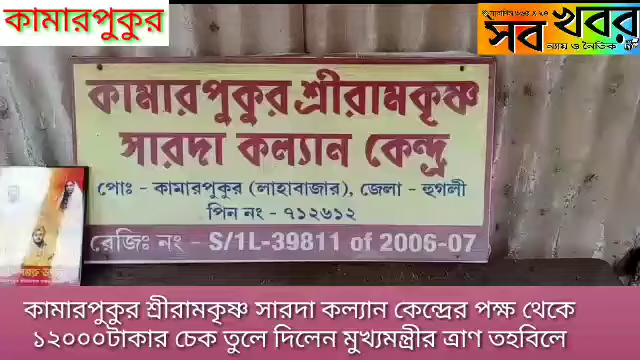 কামারপুকুর
সব খবর
ন্যায় ও নৈতিক
কামারপুকুর শ্রীরামকৃষ্ণ
সারদা কল্যান কেন্দ্র
পোঃ - কামারপুকুর (লাহাবাজার), জেলা - হুগলী
পিন নং - ৭১২৬১২
রেজিঃ নং - S/1L-39811 of 2006-07
কামারপুকুর শ্রীরামকৃষ্ণ সারদা কল্যান কেন্দ্রের পক্ষ থেকে
১২০০০টাকার চেক তুলে দিলেন মুখ্যমন্ত্রীর ত্রাণ তহবিলে